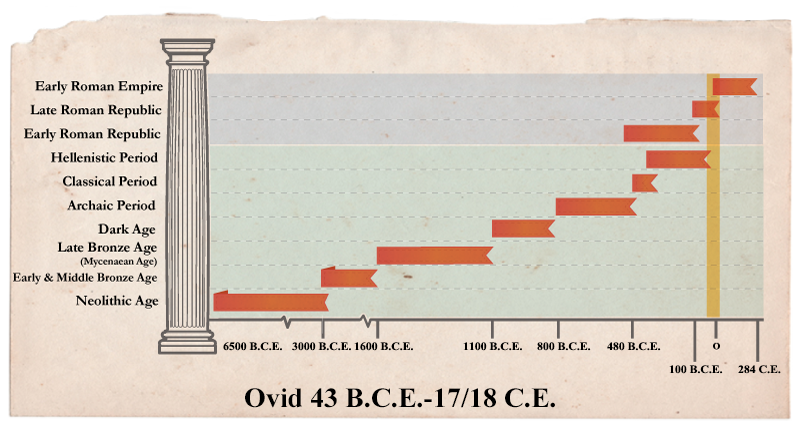 Early Roman Empire
Late Roman Republic
Early Roman Republic
Hellenistic Period
Classical Period
Archaic Period
Dark Age
Late Bronze Age
(Mycenaean Age)
Early & Middle Bronze Age
Neolithic Age
6500 B.C.E. 3000 B.C.E. 1600 B.C.E. 1100 B.C.E. 800 B.C.E. 480 B.C.E. 0
100 B.C.E. 284 C.E.
Ovid 43 B.C.E.-17/18 C.E.